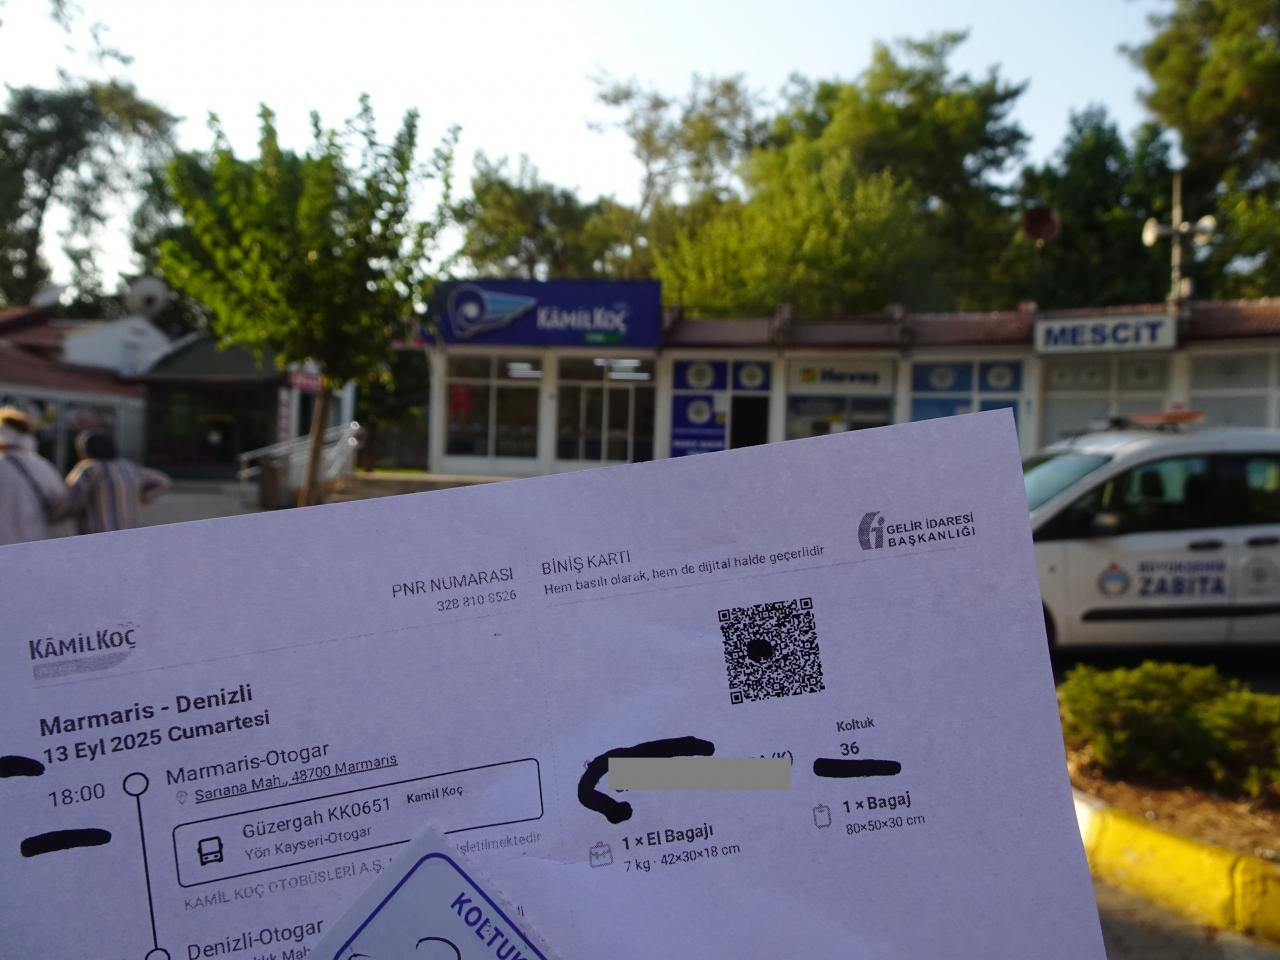 KÂMİLKOÇ
Havaş
MESCİT
ZABITA
GELİR İDARESİ
BAŞKANLIĞI
PNR NUMARASI
328 810 8526
BİNİŞ KARTI
Hem basılı olarak, hem de dijital halde geçerlidir
KÂMİLKOÇ
Marmaris - Denizli
13 Eyl 2025 Cumartesi
18:00
Marmaris-Otogar
Sarıana Mah., 48700 Marmaris
Güzergah KK0651 Kamil Koç
Yön Kayseri-Otogar
KAMİL KOÇ OTOBÜSLERİ A.Ş. işletilmektedir
Denizli-Otogar
(K)
Koltuk
36
1 × El Bagajı
7 kg · 42×30×18 cm
1 × Bagaj
80×50×30 cm
KOLTUK